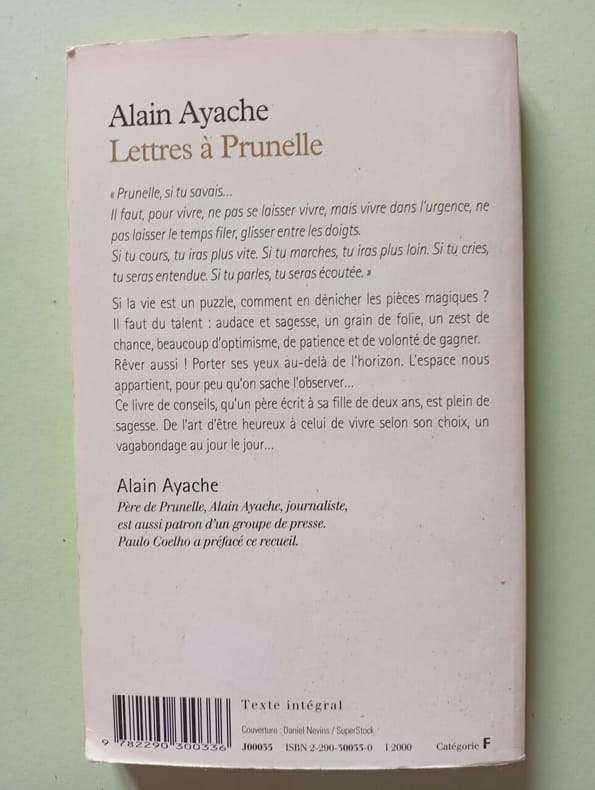 Alain Ayache
Lettres à Prunelle
« Prunelle, si tu savais...
Il faut, pour vivre, ne pas se laisser vivre, mais vivre dans l'urgence, ne
pas laisser le temps filer, glisser entre les doigts.
Si tu cours, tu iras plus vite. Si tu marches, tu iras plus loin. Si tu cries,
tu seras entendue. Si tu parles, tu seras écoutée. »
Si la vie est un puzzle, comment en dénicher les pièces magiques ?
Il faut du talent : audace et sagesse, un grain de folie, un zest de
chance, beaucoup d'optimisme, de patience et de volonté de gagner.
Rêver aussi ! Porter ses yeux au-delà de l'horizon. L'espace nous
appartient, pour peu qu'on sache l'observer...
Ce livre de conseils, qu'un père écrit à sa fille de deux ans, est plein de
sagesse. De l'art d'être heureux à celui de vivre selon son choix, un
vagabondage au jour le jour...
Alain Ayache
Père de Prunelle, Alain Ayache, journaliste,
est aussi patron d'un groupe de presse.
Paulo Coelho a préfacé ce recueil.
Texte intégral
Couverture : Daniel Nevins / SuperStock
9 782290 300336
J00033 ISBN 2-290-30033-0 I 2000 Catégorie F